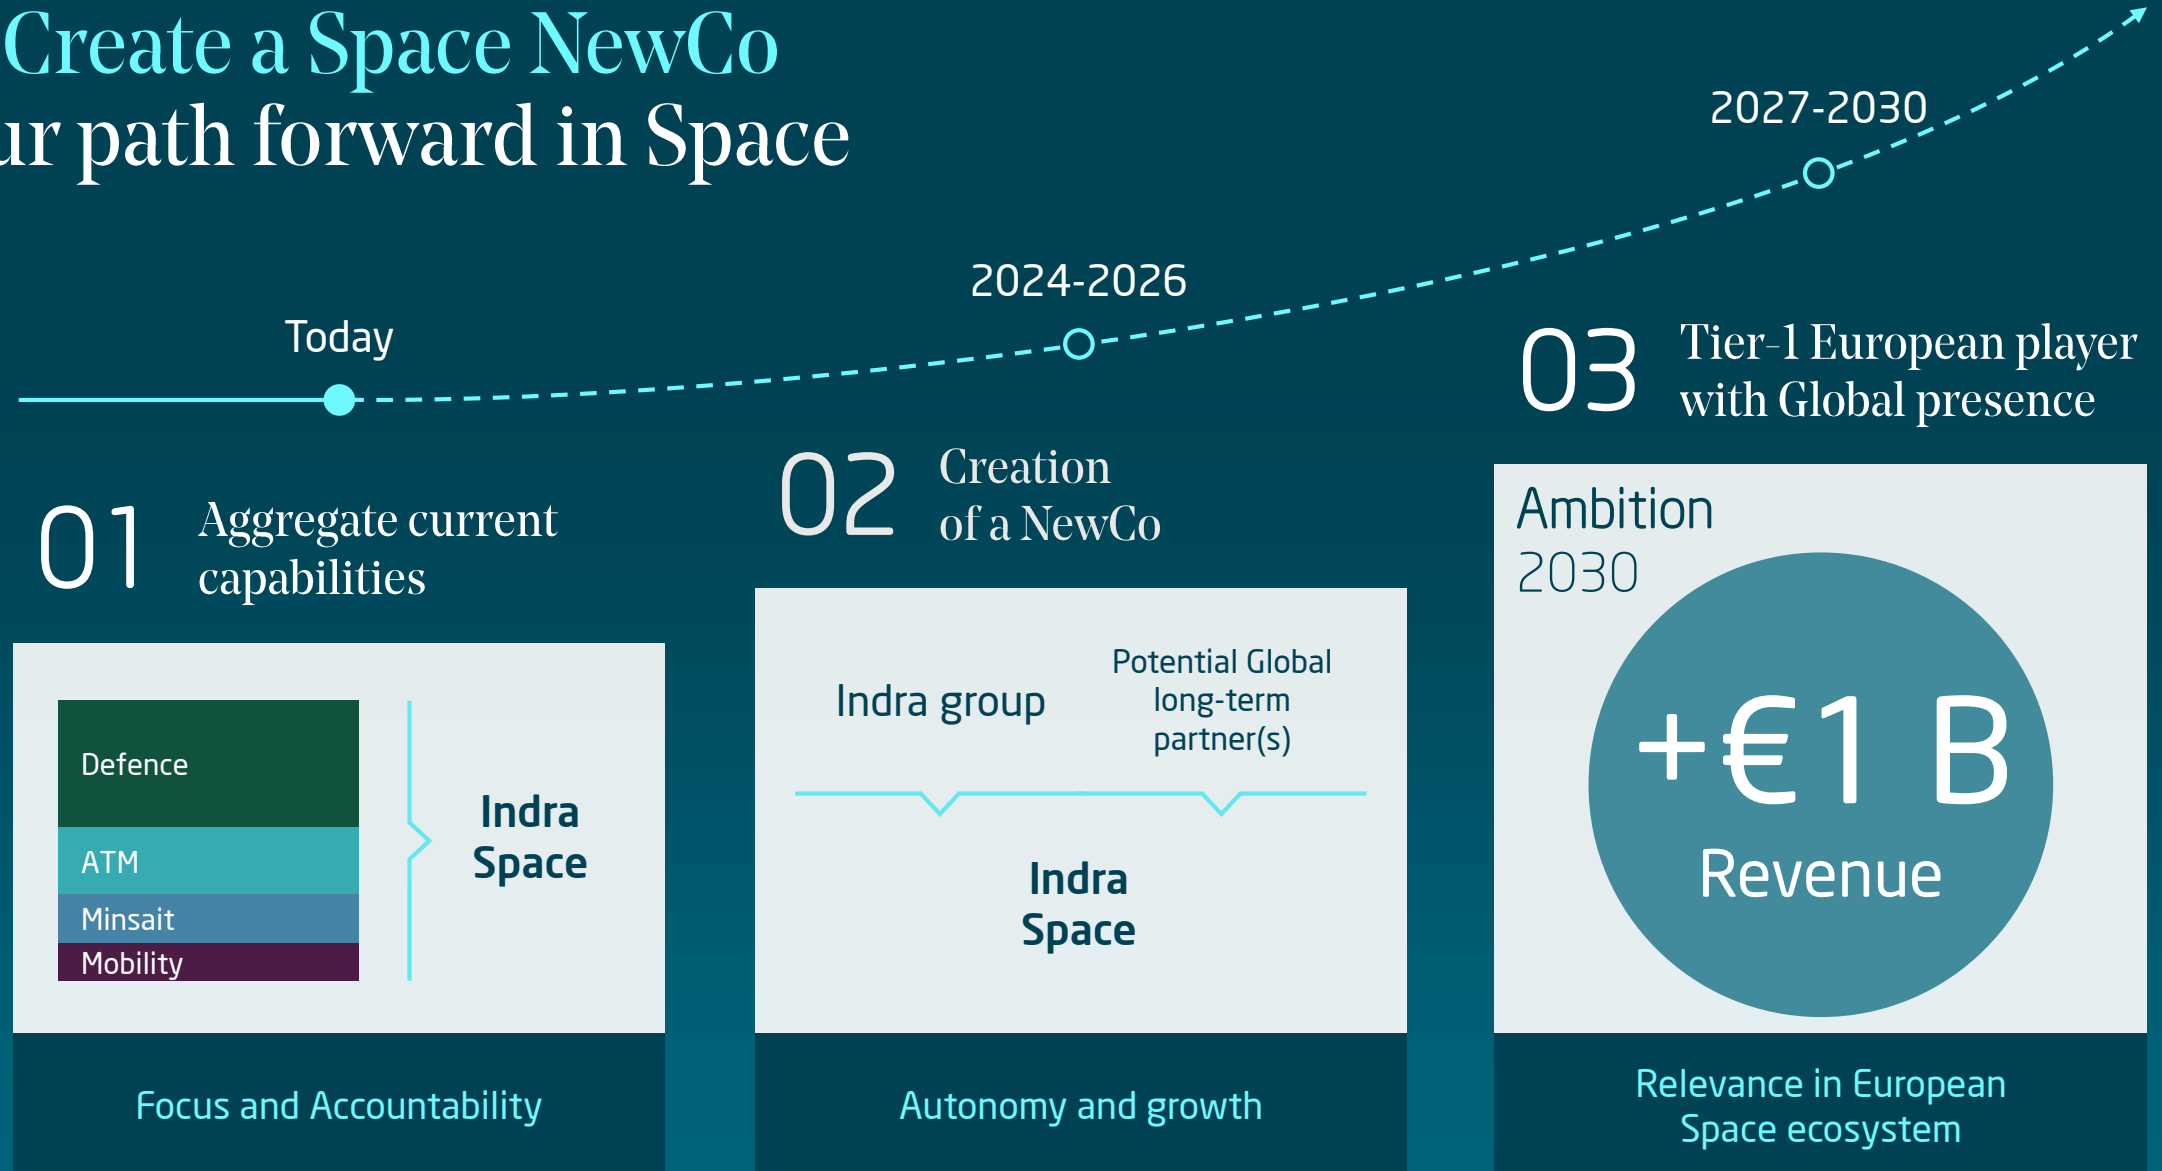 Create a Space NewCo
ur path forward in Space
Today
2024-2026
2027-2030
01
Aggregate current
capabilities
Defence
ATM
Minsait
Mobility
Indra
Space
Focus and Accountability
02
Creation
of a NewCo
Indra group
Potential Global
long-term
partner(s)
Indra
Space
Autonomy and growth
03
Tier-1 European player
with Global presence
Ambition
2030
+€1 B
Revenue
Relevance in European
Space ecosystem